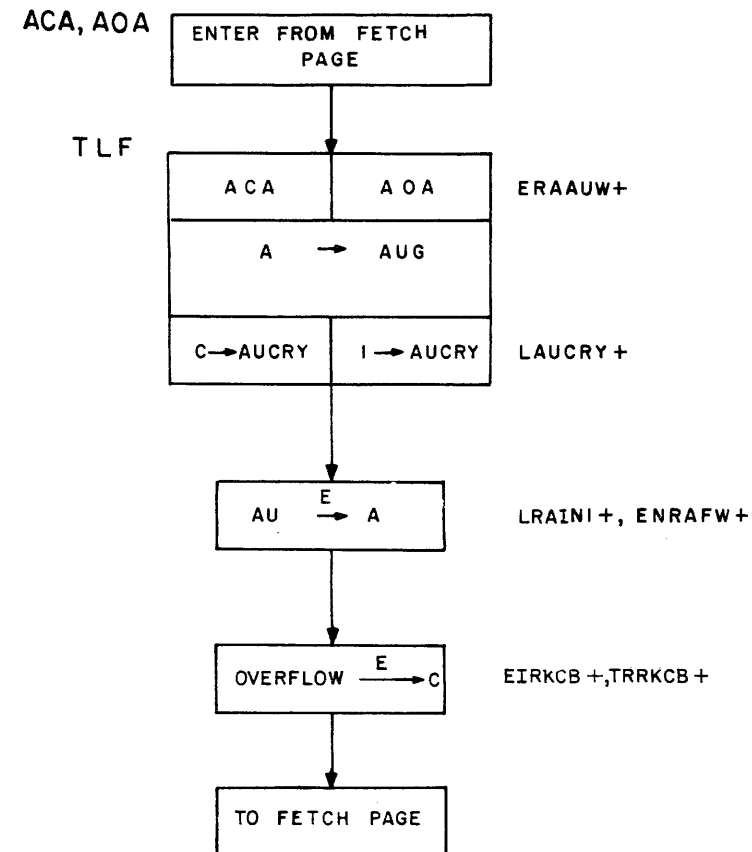 ACA, AOA
ENTER FROM FETCH
PAGE
TLF
ACA AOA ERAAUW+
A → AUG
C→AUCRY I→AUCRY LAUCRY+
E
AU → A LRAINI+, ENRAFW+
E
OVERFLOW → C EIRKCB+,TRRKCB+
TO FETCH PAGE